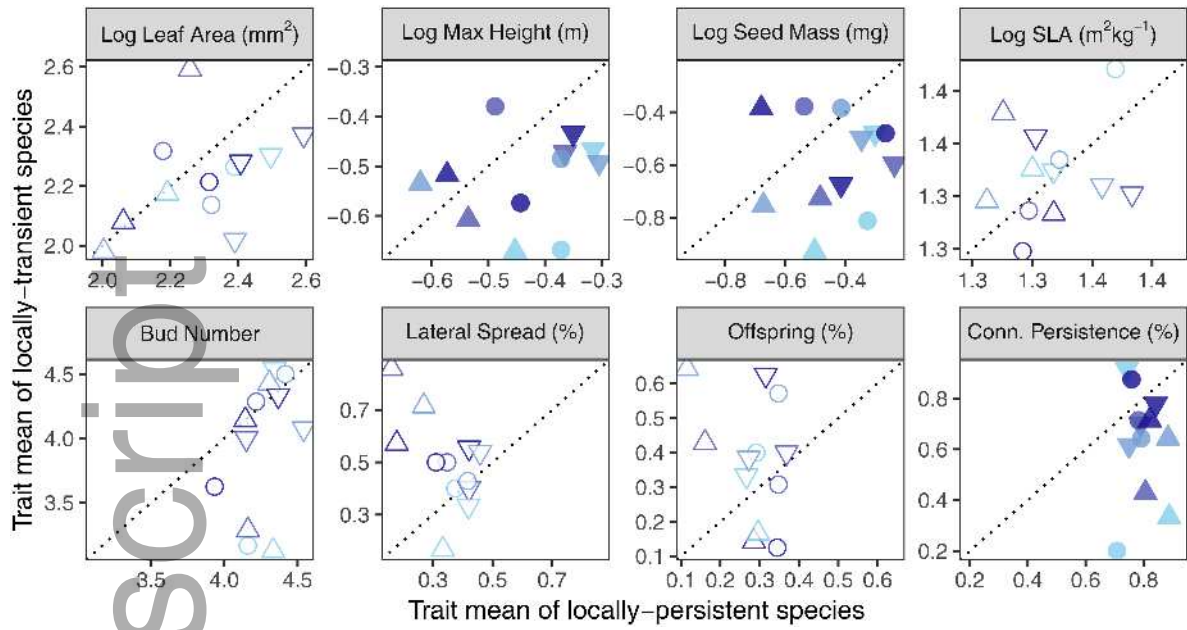 Log Leaf Area (mm²) Log Max Height (m) Log Seed Mass (mg) Log SLA (m²kg⁻¹)
2.6 −0.3 1.4
2.4 −0.4 −0.4 1.4
2.2 −0.5 −0.6 1.3
2.0 −0.6 −0.8 1.3
2.0 2.2 2.4 2.6 −0.6 −0.5 −0.4 −0.3 −0.8 −0.6 −0.4 1.3 1.3 1.4 1.4
Bud Number Lateral Spread (%) Offspring (%) Conn. Persistence (%)
4.5 0.7 0.6 0.8
4.0 0.5 0.5 0.6
3.5 0.3 0.4 0.4
0.3 0.2
0.2
0.1
3.5 4.0 4.5 0.3 0.5 0.7 0.1 0.2 0.3 0.4 0.5 0.6 0.2 0.4 0.6 0.8
Trait mean of locally−persistent species
Trait mean of locally−transient species
script